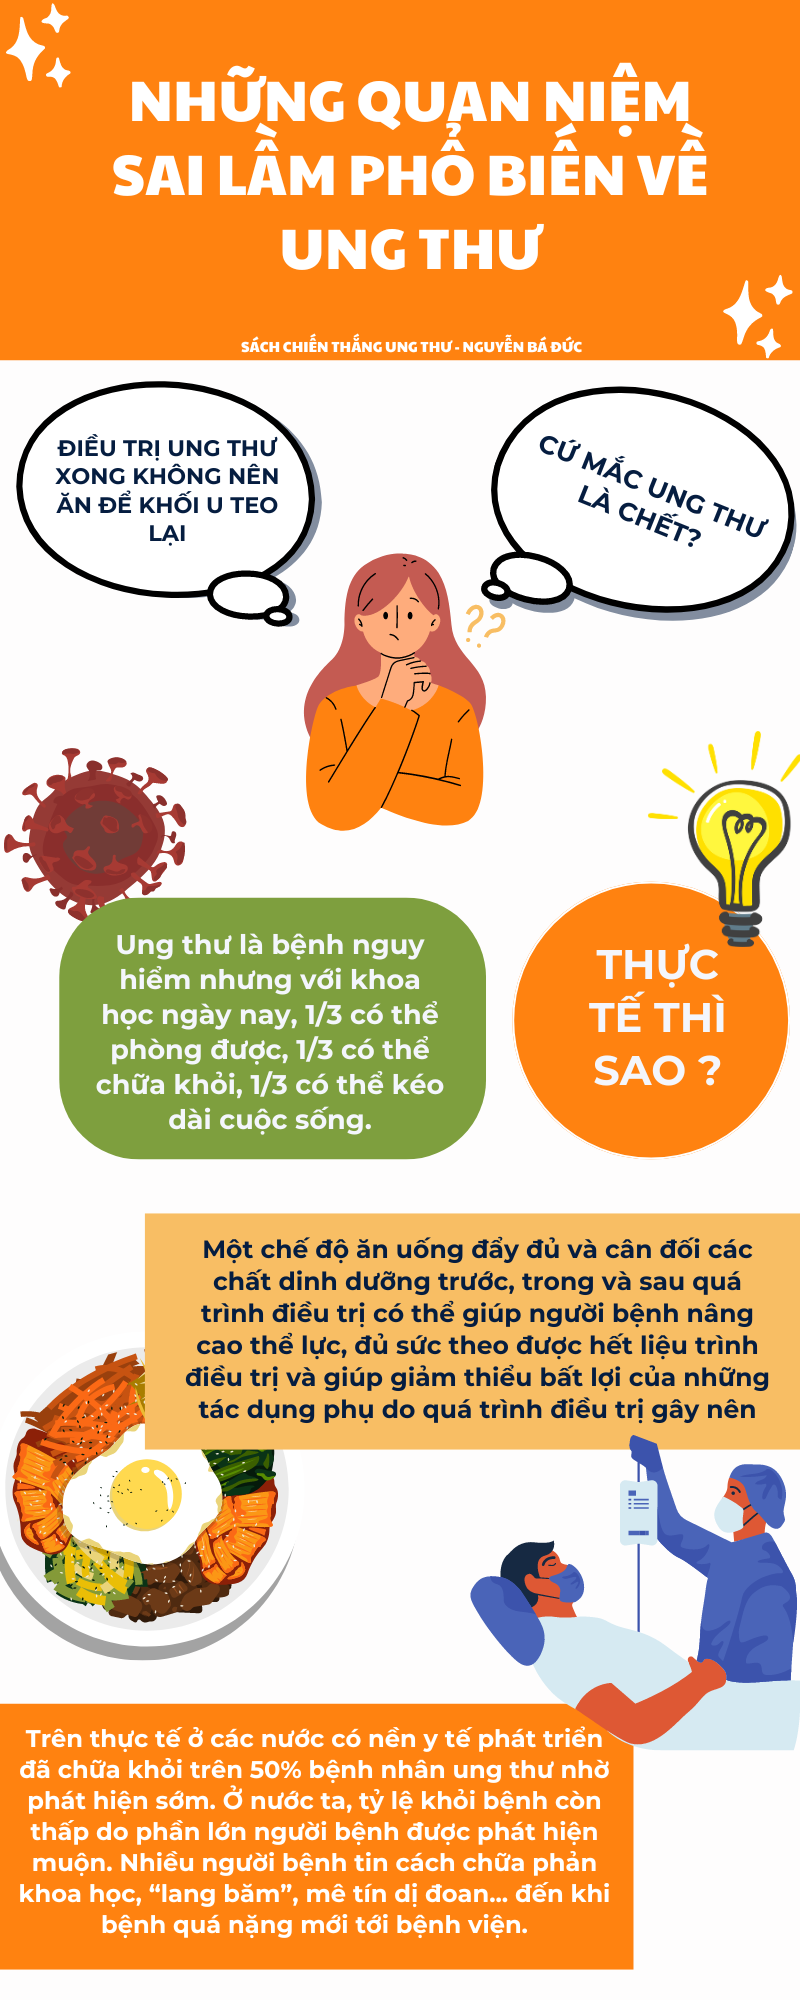 NHỮNG QUAN NIỆM
SAI LẦM PHỔ BIẾN VỀ
UNG THƯ
SÁCH CHIẾN THẮNG UNG THƯ - NGUYỄN BÁ ĐỨC
ĐIỀU TRỊ UNG THƯ
XONG KHÔNG NÊN
ĂN ĐỂ KHỐI U TEO
LẠI
CỨ MẮC UNG THƯ
LÀ CHẾT?
??
Ung thư là bệnh nguy
hiểm nhưng với khoa
học ngày nay, 1/3 có thể
phòng được, 1/3 có thể
chữa khỏi, 1/3 có thể kéo
dài cuộc sống.
THỰC
TẾ THÌ
SAO ?
Một chế độ ăn uống đẩy đủ và cân đối các
chất dinh dưỡng trước, trong và sau quá
trình điều trị có thể giúp người bệnh nâng
cao thể lực, đủ sức theo được hết liệu trình
điều trị và giúp giảm thiểu bất lợi của những
tác dụng phụ do quá trình điều trị gây nên
Trên thực tế ở các nước có nền y tế phát triển
đã chữa khỏi trên 50% bệnh nhân ung thư nhờ
phát hiện sớm. Ở nước ta, tỷ lệ khỏi bệnh còn
thấp do phần lớn người bệnh được phát hiện
muộn. Nhiều người bệnh tin cách chữa phản
khoa học, “lang băm”, mê tín dị đoan... đến khi
bệnh quá nặng mới tới bệnh viện.